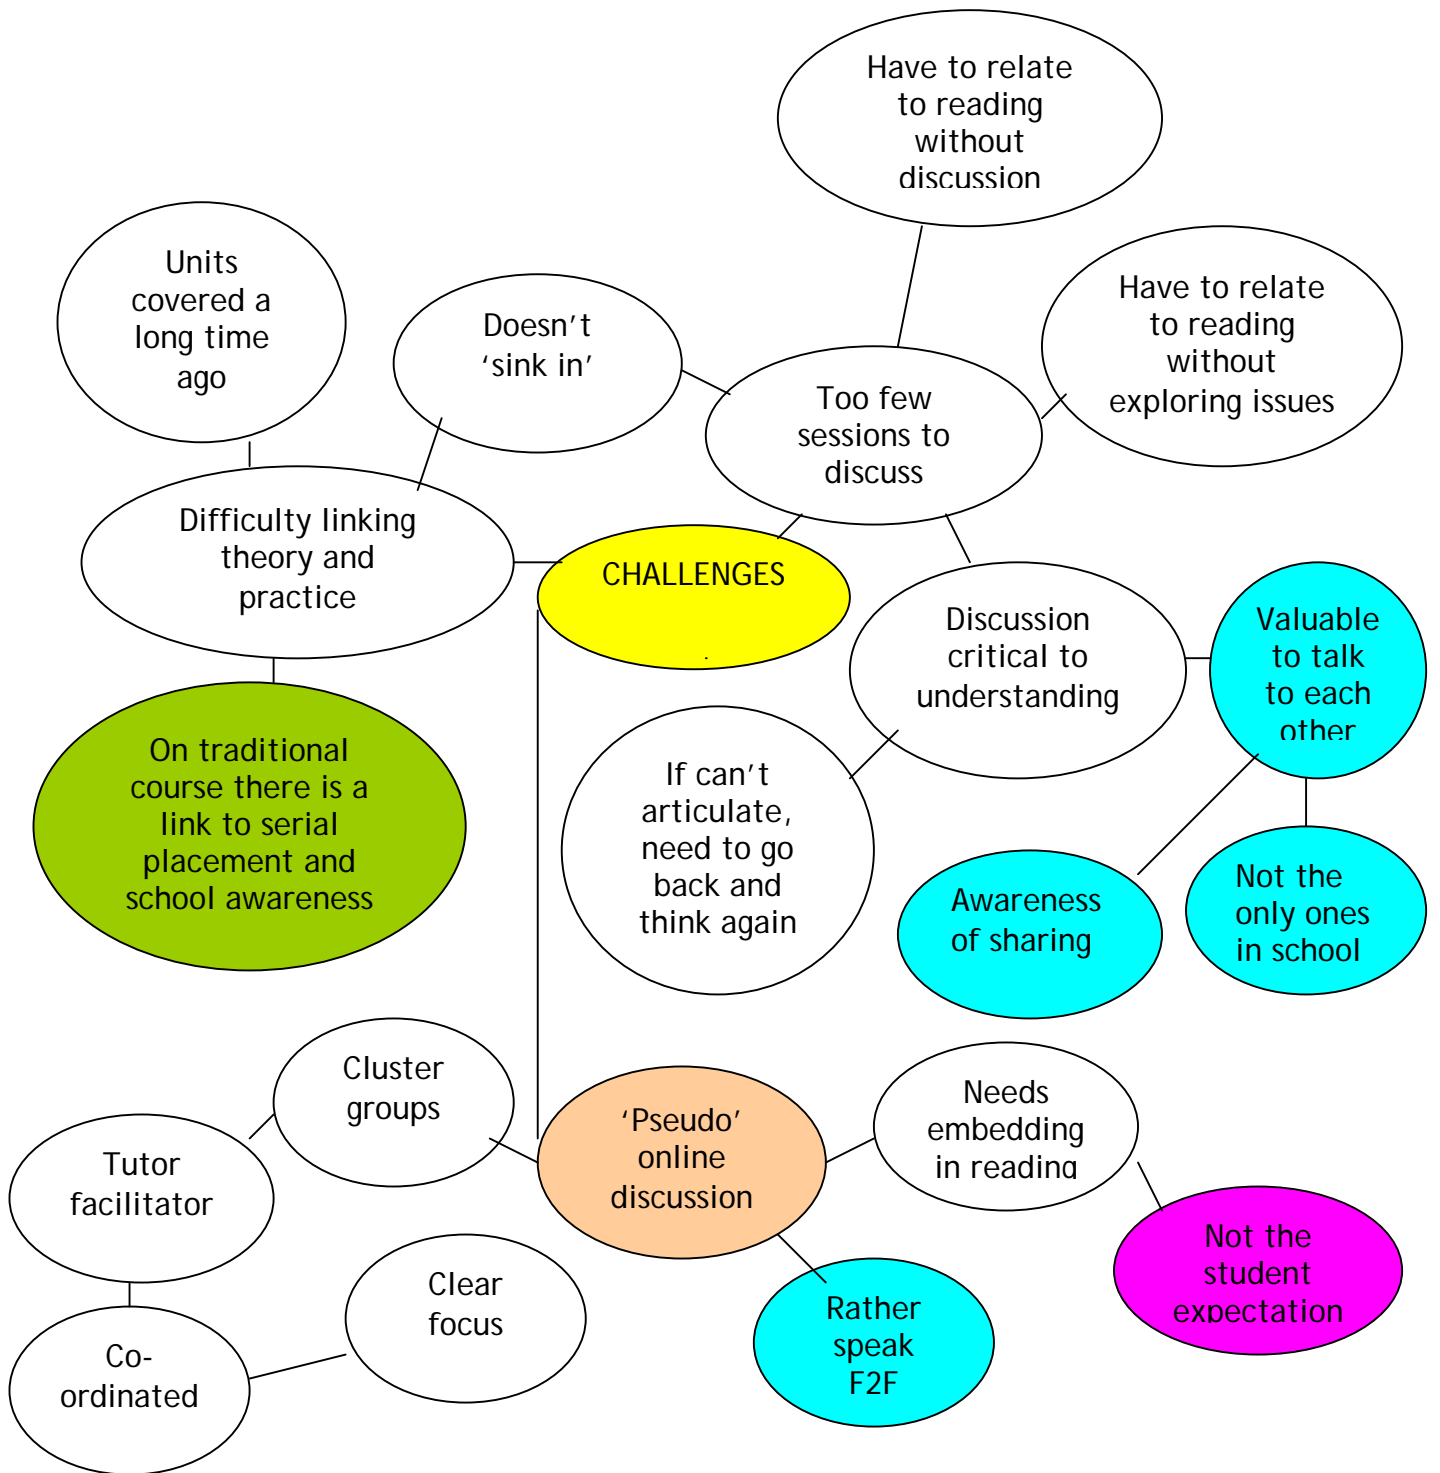 Have to relate
to reading
without
discussion
Units
covered a
long time
ago
Doesn't
'sink in'
Have to relate
to reading
without
exploring issues
Too few
sessions to
discuss
Difficulty linking
theory and
practice
CHALLENGES
.
Discussion
critical to
understanding
Valuable
to talk
to each
other
On traditional
course there is a
link to serial
placement and
school awareness
If can't
articulate,
need to go
back and
think again
Awareness
of sharing
Not the
only ones
in school
Cluster
groups
'Pseudo'
online
discussion
Needs
embedding
in reading
Tutor
facilitator
Not the
student
expectation
Clear
focus
Rather
speak
F2F
Co-
ordinated